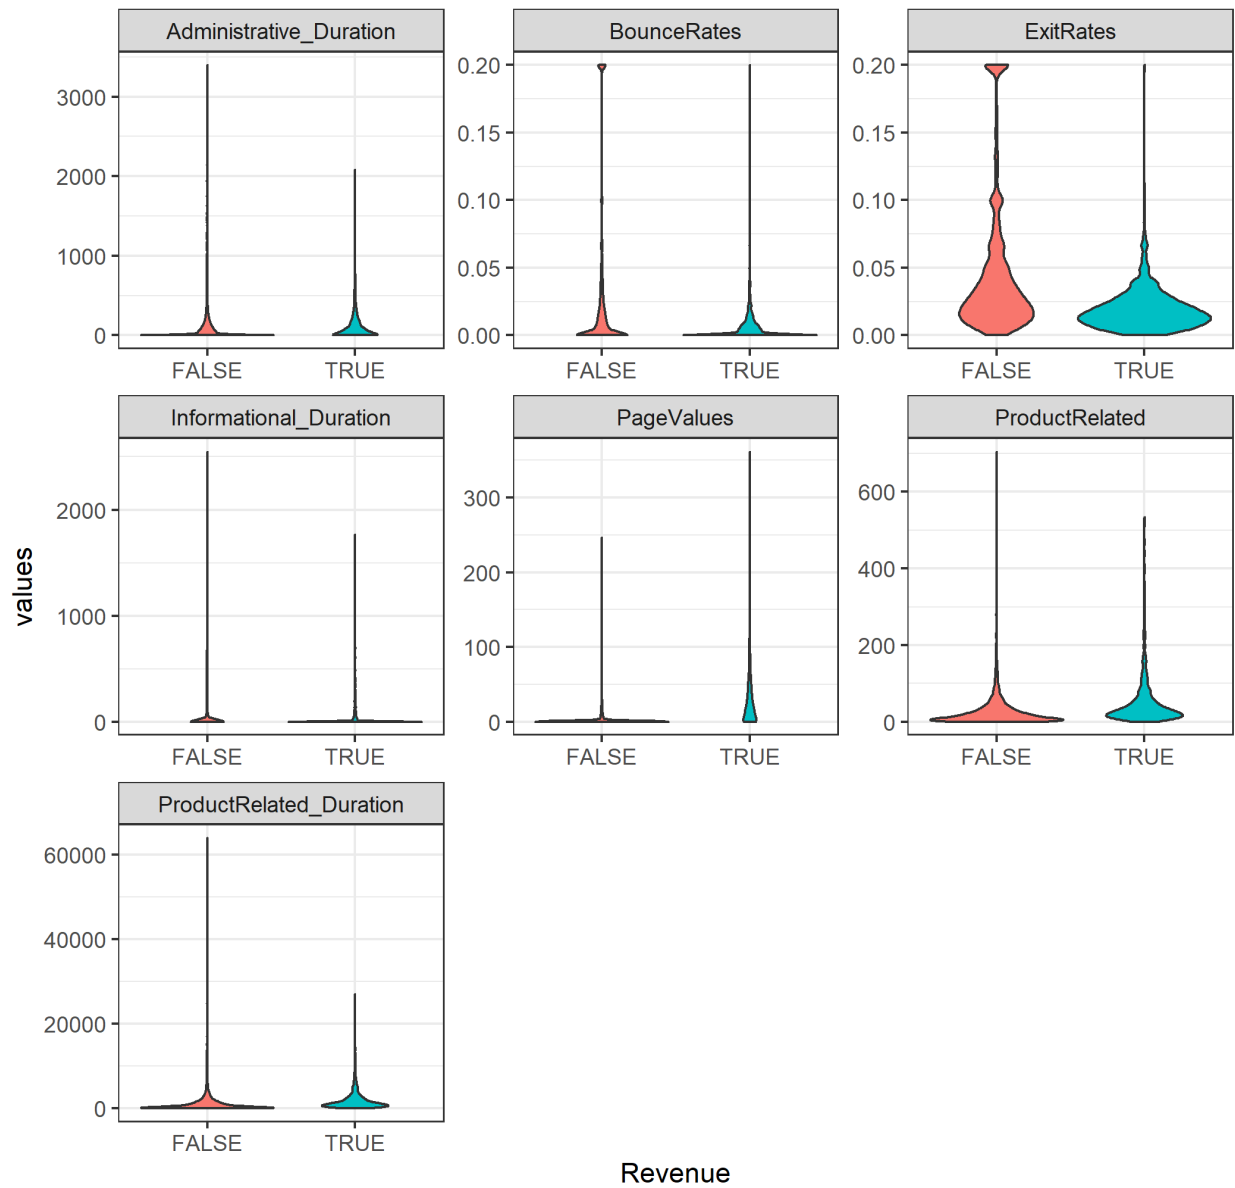 Administrative_Duration
BounceRates
ExitRates
3000
2000
1000
0
0.20
0.15
0.10
0.05
0.00
0.20
0.15
0.10
0.05
0.00
FALSE
TRUE
FALSE
TRUE
FALSE
TRUE
Informational_Duration
PageValues
ProductRelated
values
2000
1000
0
300
200
100
0
600
400
200
0
FALSE
TRUE
FALSE
TRUE
FALSE
TRUE
ProductRelated_Duration
60000
40000
20000
0
FALSE
TRUE
Revenue